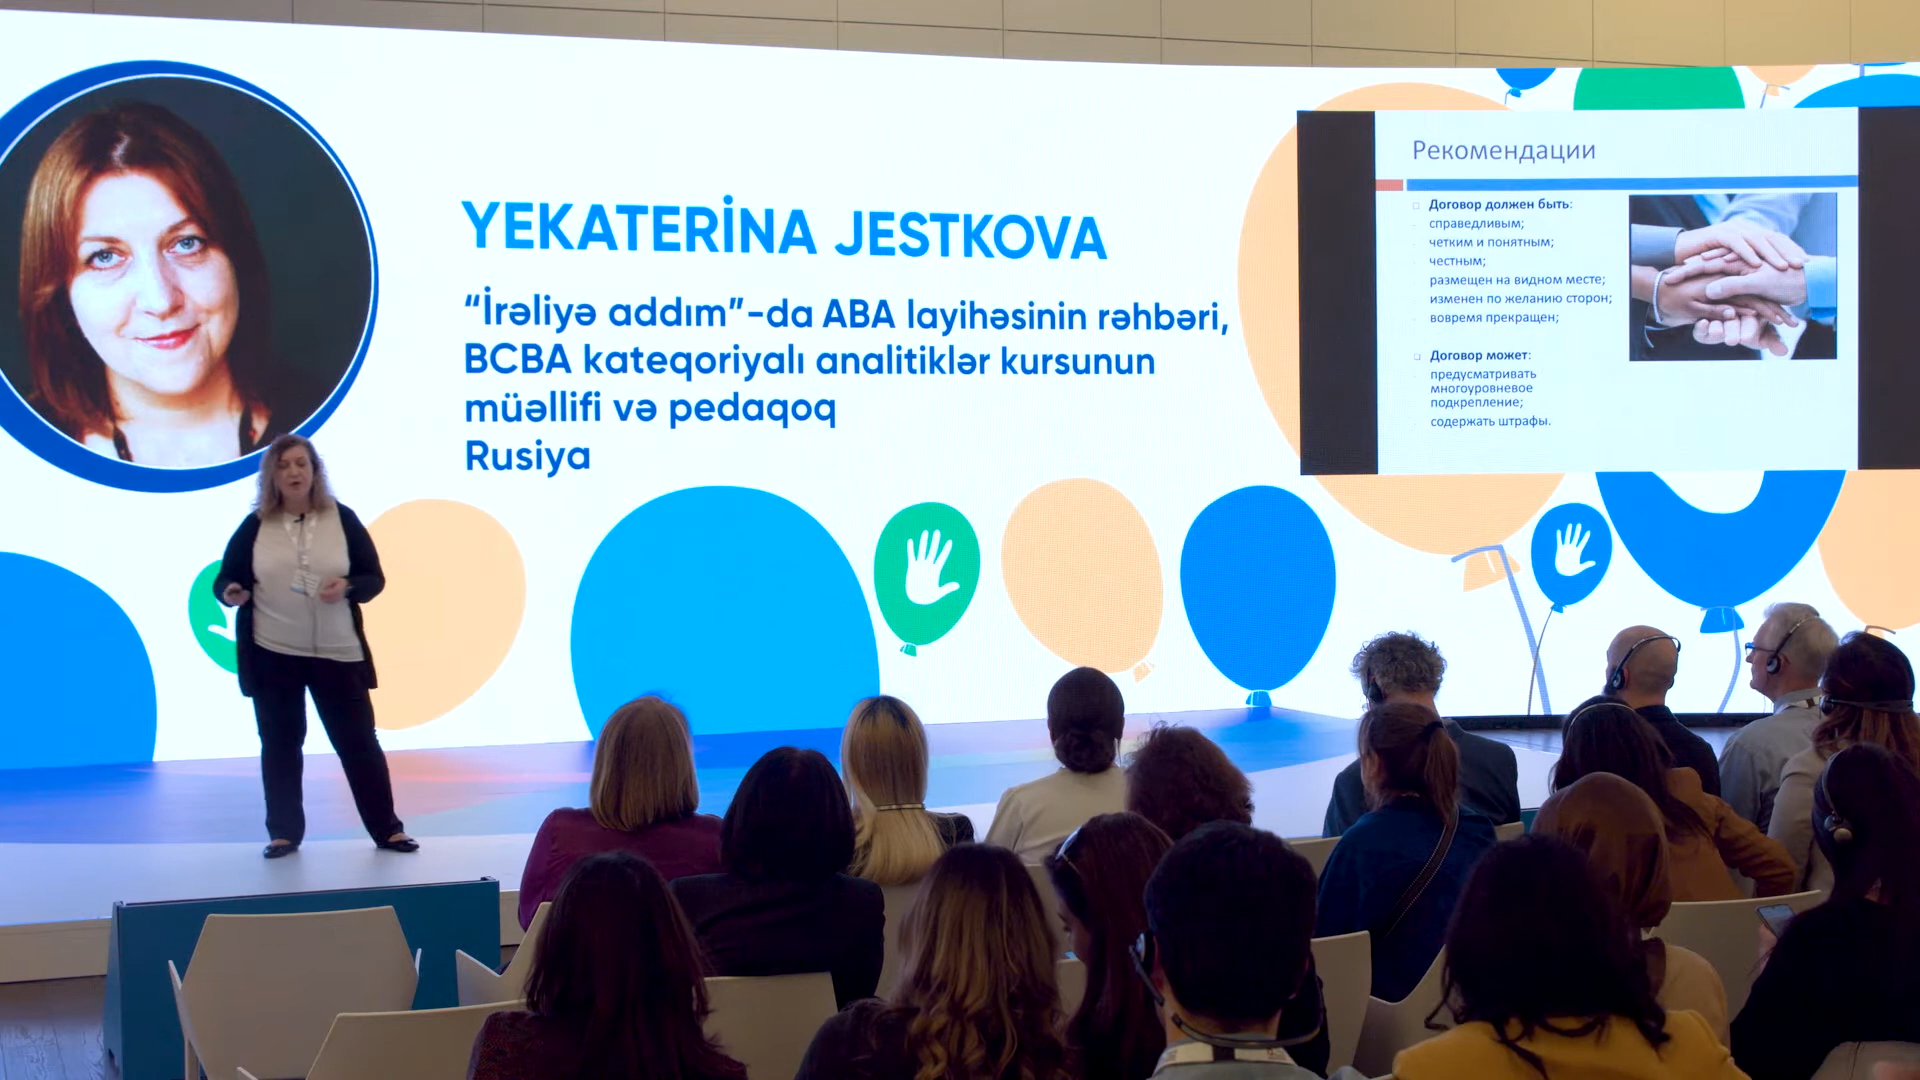 YEKATERİNA JESTKOVA
“İrəliyə addım”-da ABA layihəsinin rəhbəri,
BCBA kateqoriyalı analitiklər kursunun
müəllifi və pedaqoq
Rusiya
Рекомендации
Договор должен быть:
справедливым;
четким и понятным;
честным;
размещен на видном месте;
изменен по желанию сторон;
вовремя прекращен;
Договор может:
предусматривать
многоуровневое
подкрепление;
содержать штрафы.